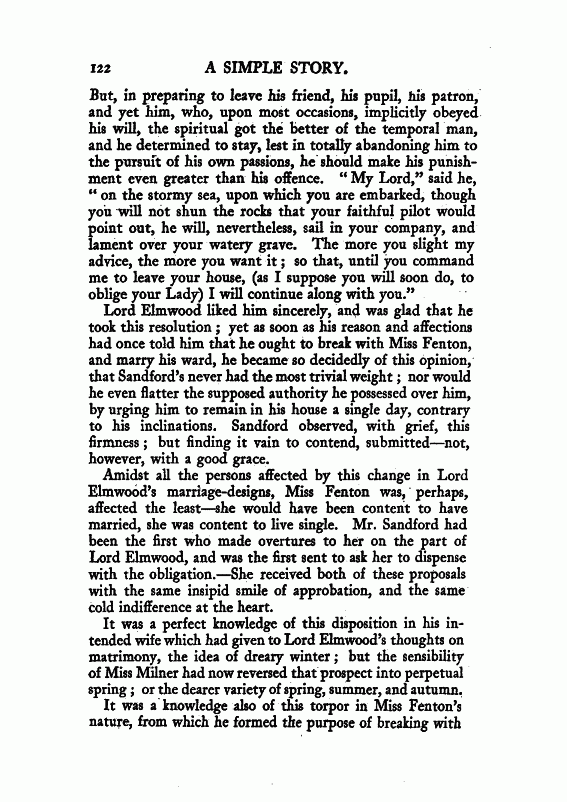 122 A SIMPLE STORY.
But, in preparing to leave his friend, his pupil, his patron,
and yet him, who, upon most occasions, implicitly obeyed
his will, the spiritual got the better of the temporal man,
and he determined to stay, lest in totally abandoning him to
the pursuit of his own passions, he should make his punish-
ment even greater than his offence. “My Lord,” said he,
“on the stormy sea, upon which you are embarked, though
you will not shun the rocks that your faithful pilot would
point out, he will, nevertheless, sail in your company, and
lament over your watery grave. The more you slight my
advice, the more you want it; so that, until you command
me to leave your house, (as I suppose you will soon do, to
oblige your Lady) I will continue along with you.”
Lord Elmwood liked him sincerely, and was glad that he
took this resolution; yet as soon as his reason and affections
had once told him that he ought to break with Miss Fenton,
and marry his ward, he became so decidedly of this opinion,
that Sandford's never had the most trivial weight; nor would
he even flatter the supposed authority he possessed over him,
by urging him to remain in his house a single day, contrary
to his inclinations. Sandford observed, with grief, this
firmness; but finding it vain to contend, submitted—not,
however, with a good grace.
Amidst all the persons affected by this change in Lord
Elmwood's marriage-designs, Miss Fenton was, perhaps,
affected the least—she would have been content to have
married, she was content to live single. Mr. Sandford had
been the first who made overtures to her on the part of
Lord Elmwood, and was the first sent to ask her to dispense
with the obligation.—She received both of these proposals
with the same insipid smile of approbation, and the same
cold indifference at the heart.
It was a perfect knowledge of this disposition in his in-
tended wife which had given to Lord Elmwood's thoughts on
matrimony, the idea of dreary winter; but the sensibility
of Miss Milner had now reversed that prospect into perpetual
spring; or the dearer variety of spring, summer, and autumn.
It was a knowledge also of this torpor in Miss Fenton's
nature, from which he formed the purpose of breaking with